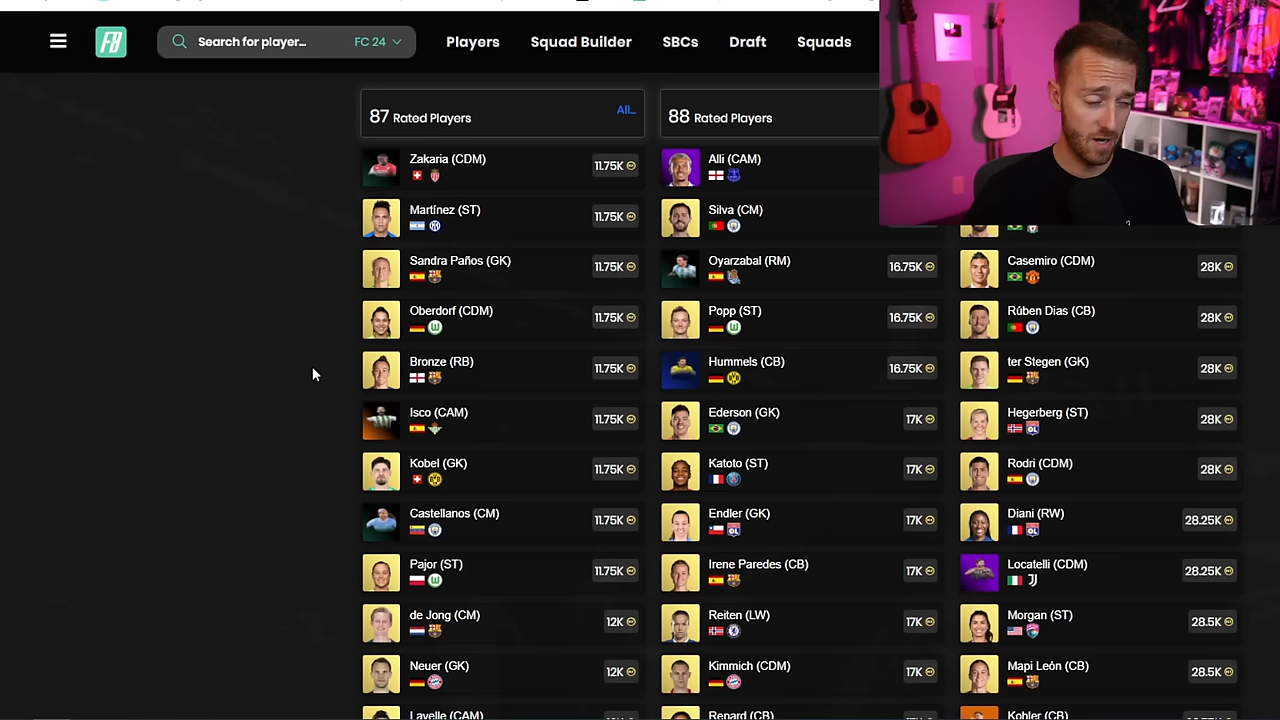 FB
Search for player...
FC 24
Players
Squad Builder
SBCs
Draft
Squads
87 Rated Players
All...
Zakaria (CDM)
11.75K
Martínez (ST)
11.75K
Sandra Paños (GK)
11.75K
Oberdorf (CDM)
11.75K
Bronze (RB)
11.75K
Isco (CAM)
11.75K
Kobel (GK)
11.75K
Castellanos (CM)
11.75K
Pajor (ST)
11.75K
de Jong (CM)
12K
Neuer (GK)
12K
Lavelle (CAM)
88 Rated Players
Alli (CAM)
Silva (CM)
Oyarzabal (RM)
16.75K
Popp (ST)
16.75K
Hummels (CB)
16.75K
Ederson (GK)
17K
Katoto (ST)
17K
Endler (GK)
17K
Irene Paredes (CB)
17K
Reiten (LW)
17K
Kimmich (CDM)
17K
Renard (CB)
Casemiro (CDM)
28K
Rúben Dias (CB)
28K
ter Stegen (GK)
28K
Hegerberg (ST)
28K
Rodri (CDM)
28K
Diani (RW)
28.25K
Locatelli (CDM)
28.25K
Morgan (ST)
28.5K
Mapi León (CB)
28.5K
Kohler (CB)